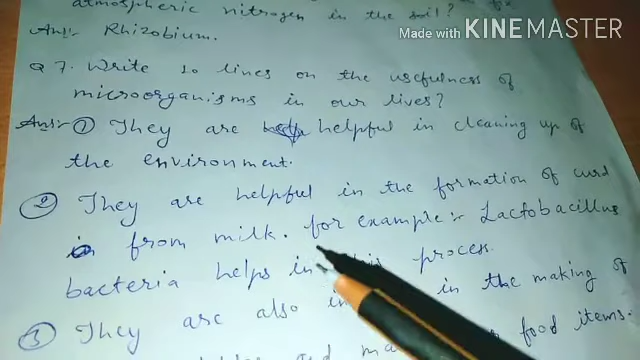 atmospheric nitrogen in the soil?
Ans:- Rhizobium.
Made with KINEMASTER
Q 7. Write 10 lines on the usefulness of
microorganisms in our lives?
Ans:- ① They are helpful in cleaning up of
the environment.
② They are helpful in the formation of curd
from milk. for example:- Lactobacillus
bacteria helps in this process.
③ They are also in the making of
and food items.